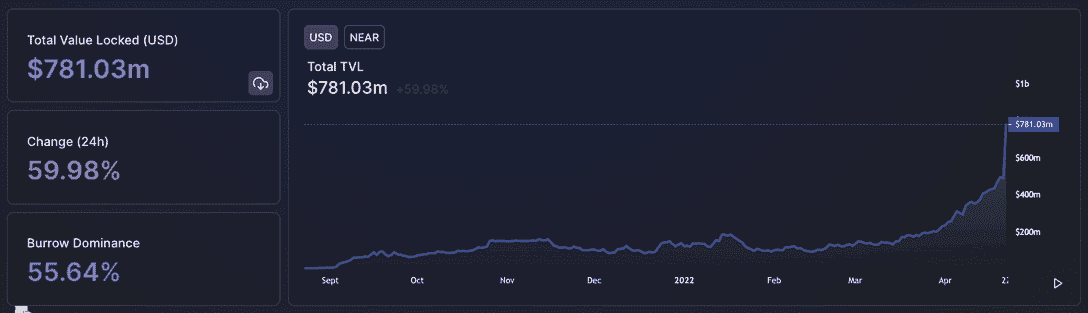 Total Value Locked (USD)
$781.03m
Change (24h)
59.98%
Burrow Dominance
55.64%
USD NEAR
Total TVL
$781.03m +59.98%
$1b
$781.03m
$600m
$400m
$200m
Sept Oct Nov Dec 2022 Feb Mar Apr